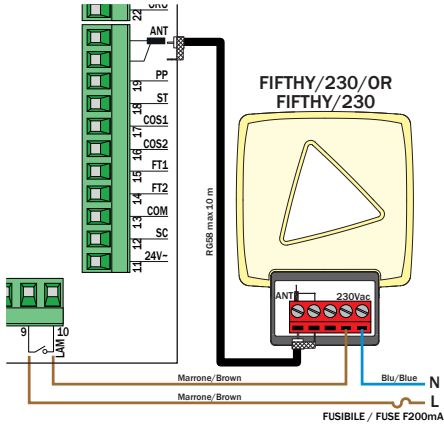 22
ANT
19
PP
18
ST
17
COS1
16
COS2
15
FT1
14
FT2
13
COM
12
SC
11
24V~
9
10
LAM
RG58 max 10 m
FIFTHY/230/OR
FIFTHY/230
ANT
230Vac
Marrone/Brown
Blu/Blue
N
Marrone/Brown
L
FUSIBILE / FUSE F200mA